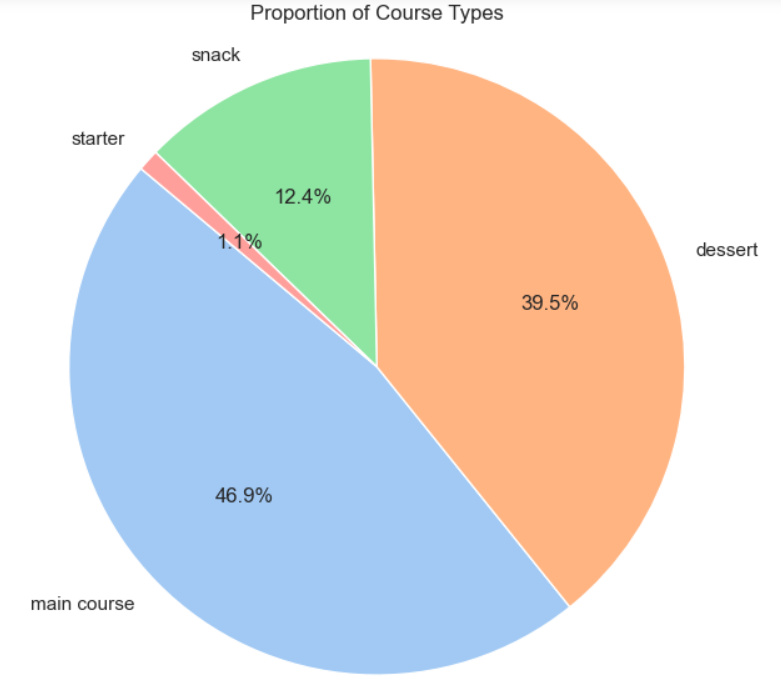 Proportion of Course Types
snack
starter
12.4%
1.1%
dessert
39.5%
46.9%
main course